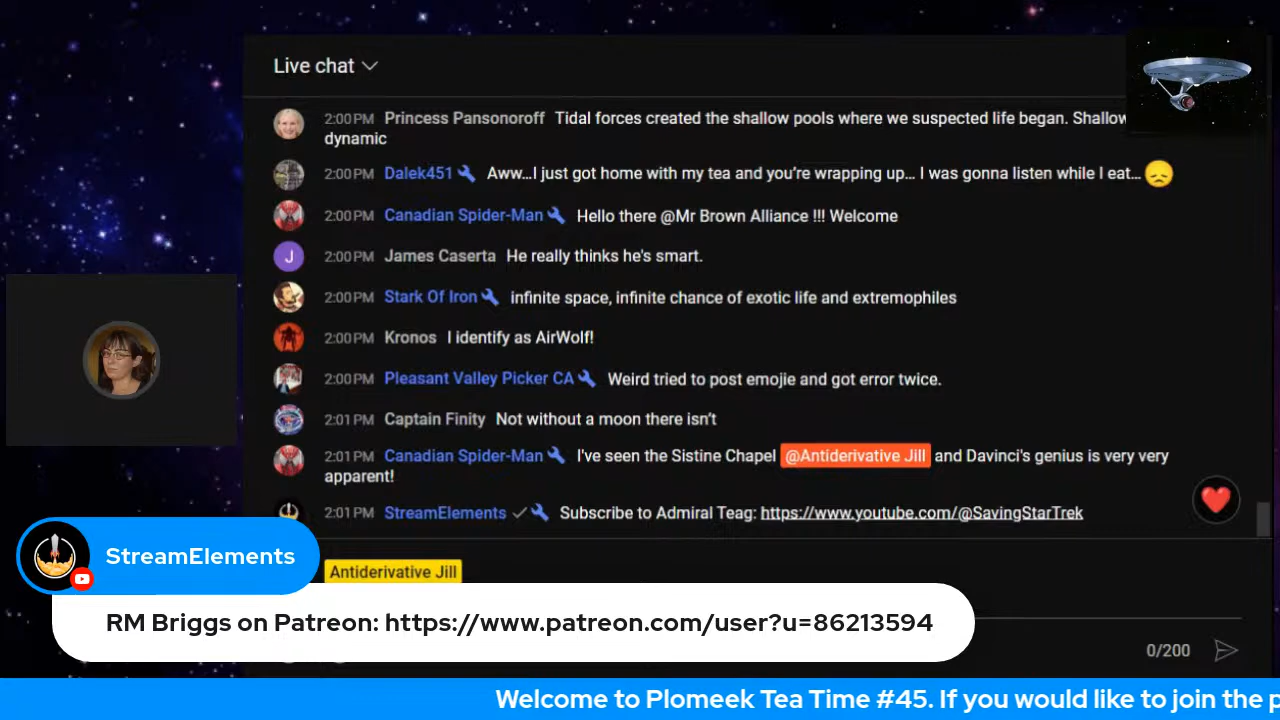 Live chat
2:00 PM Princess Pansonoroff Tidal forces created the shallow pools where we suspected life began. Shallow
dynamic
2:00 PM Dalek451 Aww...I just got home with my tea and you're wrapping up... I was gonna listen while I eat...
2:00 PM Canadian Spider-Man Hello there @Mr Brown Alliance !!! Welcome
J 2:00 PM James Caserta He really thinks he's smart.
2:00 PM Stark Of Iron infinite space, infinite chance of exotic life and extremophiles
2:00 PM Kronos I identify as AirWolf!
2:00 PM Pleasant Valley Picker CA Weird tried to post emojie and got error twice.
2:01 PM Captain Finity Not without a moon there isn't
2:01 PM Canadian Spider-Man I've seen the Sistine Chapel @Antiderivative Jill and Davinci's genius is very very
apparent!
2:01 PM StreamElements Subscribe to Admiral Teag: https://www.youtube.com/@SavingStarTrek
StreamElements
Antiderivative Jill
RM Briggs on Patreon: https://www.patreon.com/user?u=86213594
0/200
Welcome to Plomeek Tea Time #45. If you would like to join the p